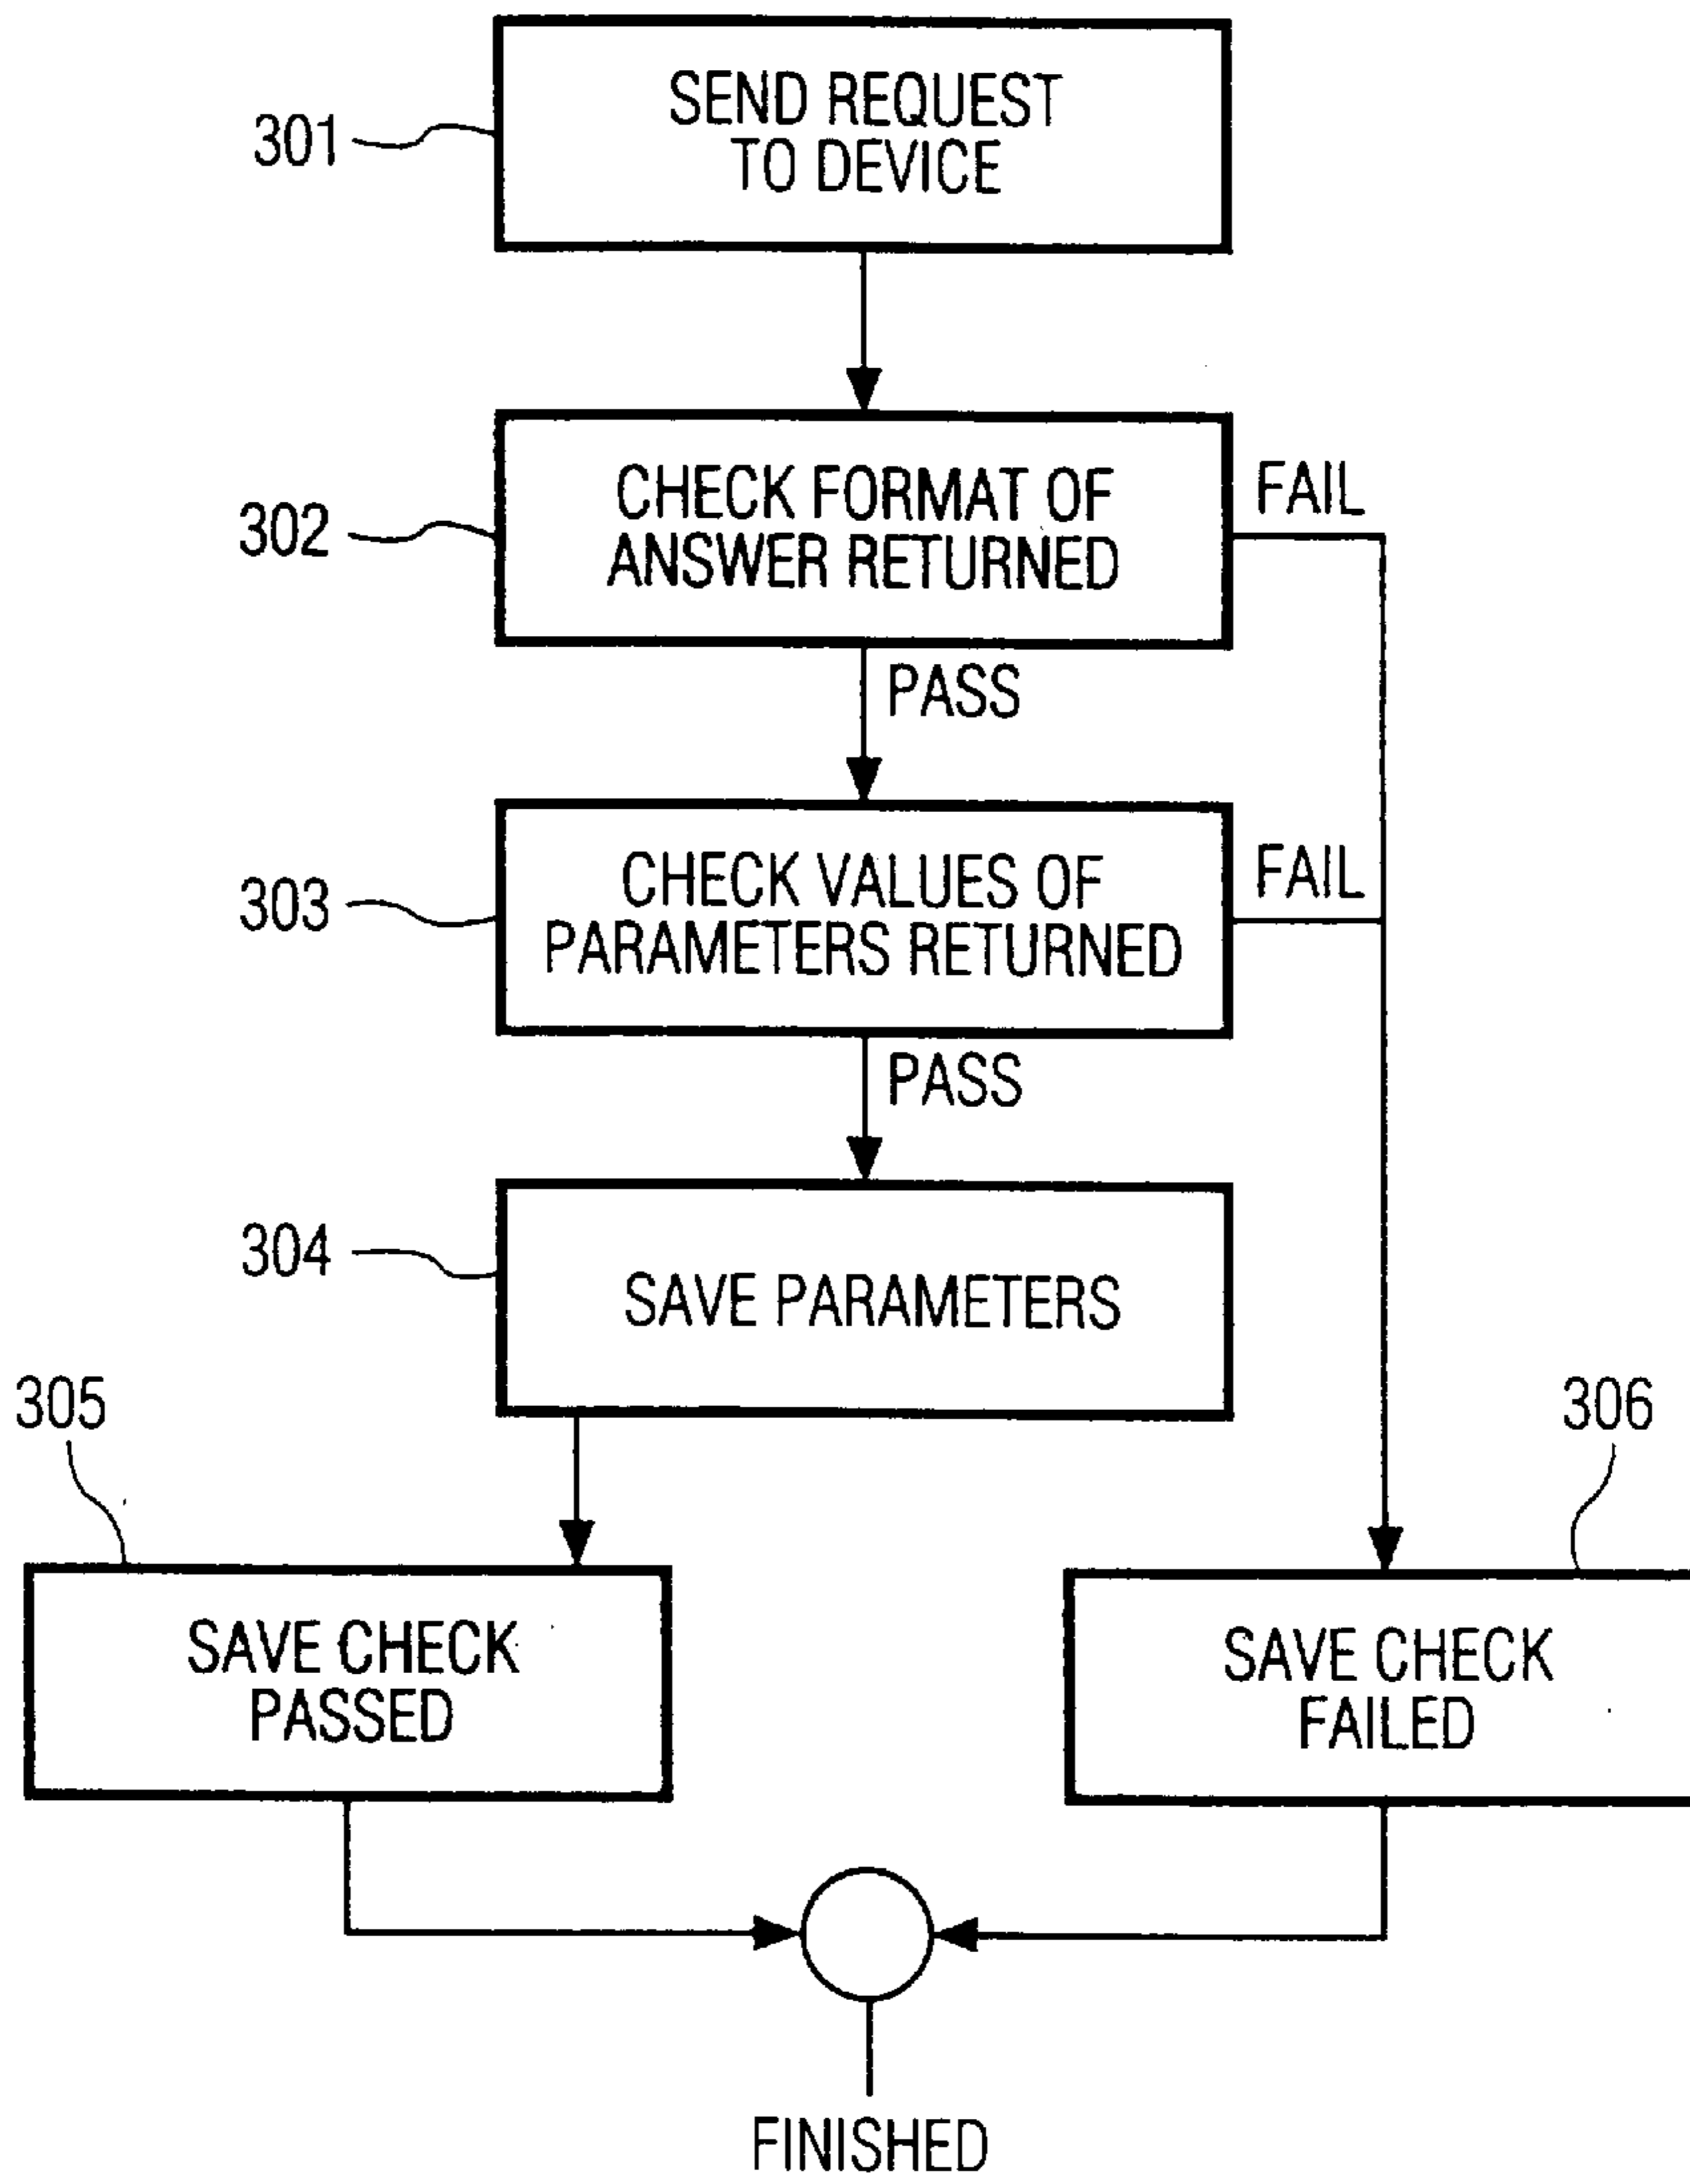 SEND REQUEST
TO DEVICE
301
CHECK FORMAT OF
ANSWER RETURNED
FAIL
302
PASS
CHECK VALUES OF
PARAMETERS RETURNED
FAIL
303
PASS
304
SAVE PARAMETERS
305
306
SAVE CHECK
PASSED
SAVE CHECK
FAILED
FINISHED